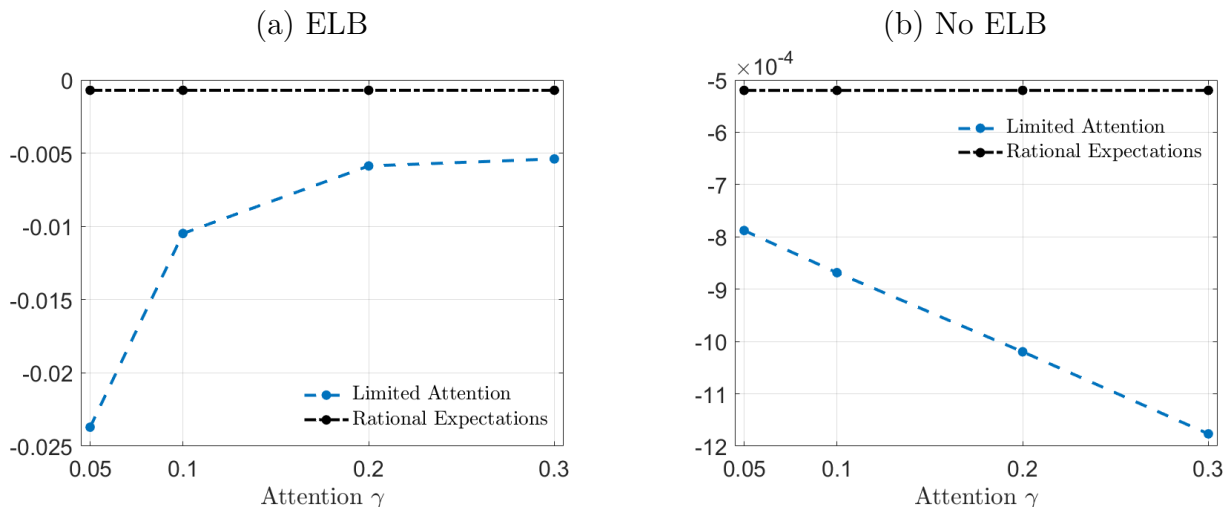 (a) ELB
0
-0.005
-0.01
-0.015
-0.02
-0.025
0.05
0.1
0.2
0.3
Attention γ
Limited Attention
Rational Expectations
(b) No ELB
×10⁻⁴
-5
-6
-7
-8
-9
-10
-11
-12
0.05
0.1
0.2
0.3
Attention γ
Limited Attention
Rational Expectations